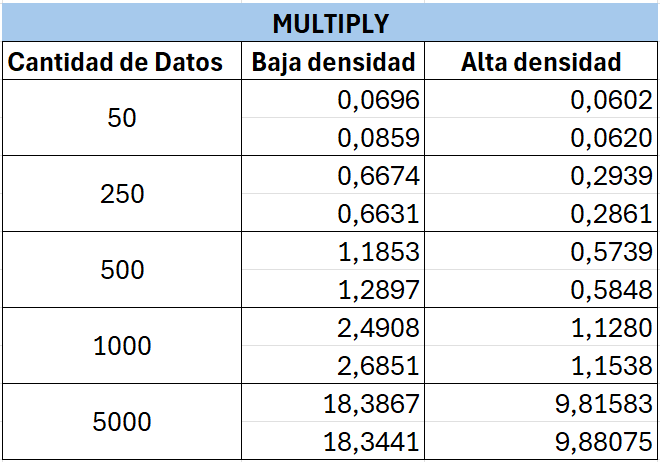 MULTIPLY
Cantidad de Datos Baja densidad Alta densidad
50 0,0696 0,0602
0,0859 0,0620
250 0,6674 0,2939
0,6631 0,2861
500 1,1853 0,5739
1,2897 0,5848
1000 2,4908 1,1280
2,6851 1,1538
5000 18,3867 9,81583
18,3441 9,88075